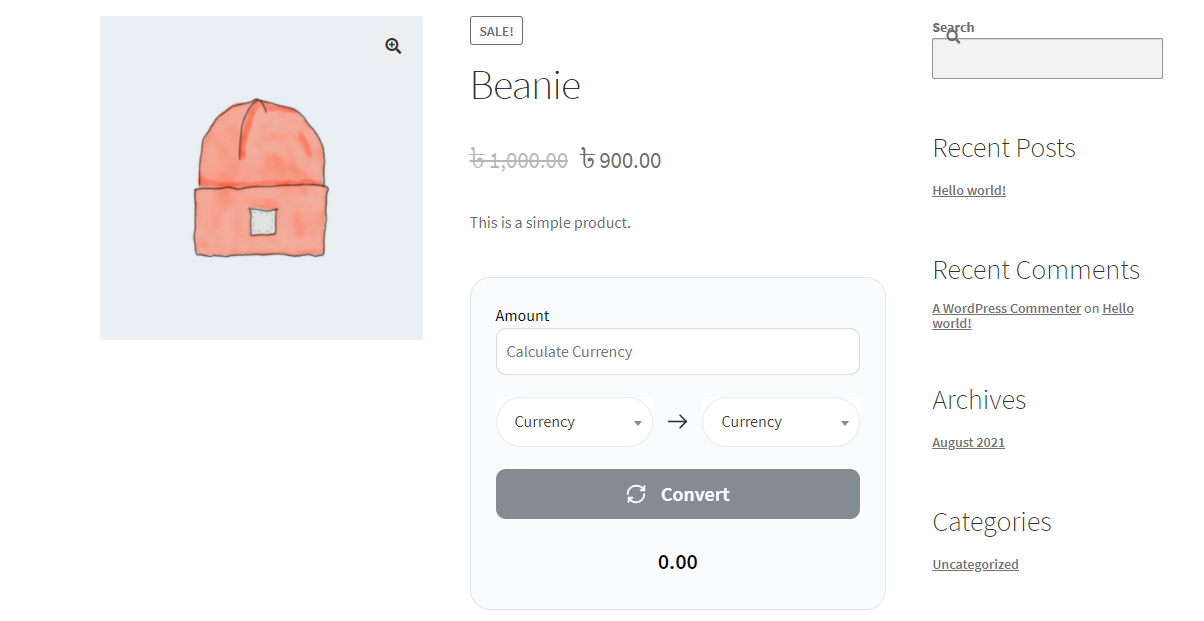 SALE!
Beanie
৳ 1,000.00 ৳ 900.00
This is a simple product.
Amount
Calculate Currency
Currency → Currency
Convert
0.00
Search
Recent Posts
Hello world!
Recent Comments
A WordPress Commenter on Hello
world!
Archives
August 2021
Categories
Uncategorized